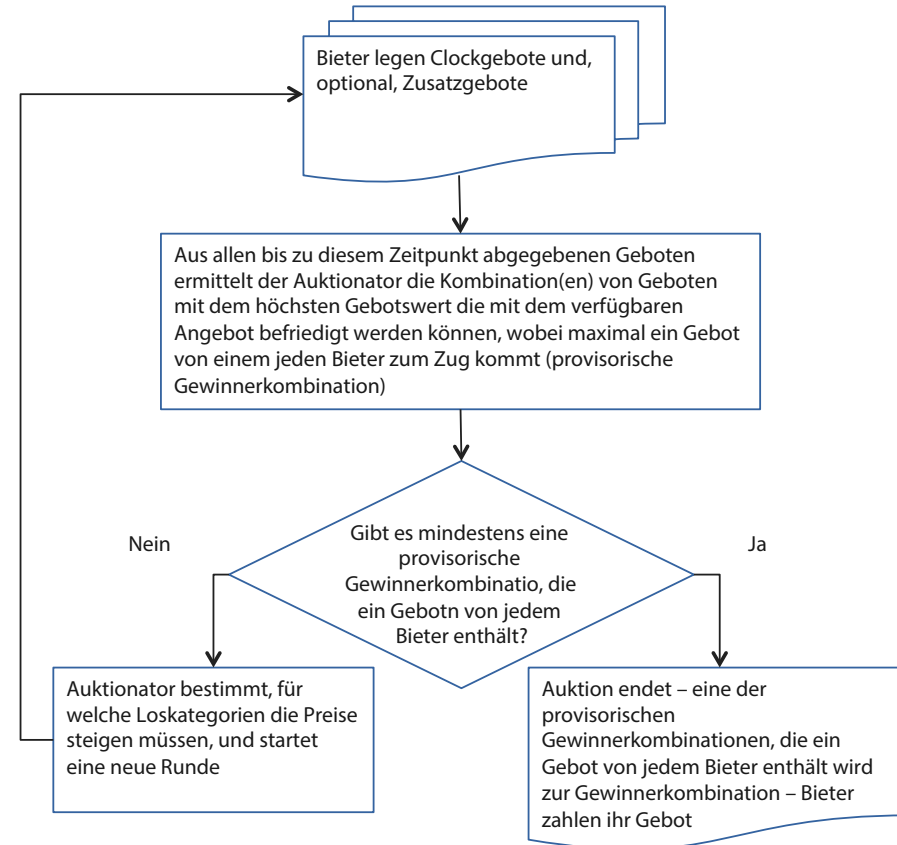 Bieter legen Clockgebote und,
optional, Zusatzgebote
Aus allen bis zu diesem Zeitpunkt abgegebenen Geboten
ermittelt der Auktionator die Kombination(en) von Geboten
mit dem höchsten Gebotswert die mit dem verfügbaren
Angebot befriedigt werden können, wobei maximal ein Gebot
von einem jeden Bieter zum Zug kommt (provisorische
Gewinnerkombination)
Gibt es mindestens eine
provisorische
Gewinnerkombinatio, die
ein Gebotn von jedem
Bieter enthält?
Nein
Ja
Auktionator bestimmt, für
welche Loskategorien die Preise
steigen müssen, und startet
eine neue Runde
Auktion endet – eine der
provisorischen
Gewinnerkombinationen, die ein
Gebot von jedem Bieter enthält wird
zur Gewinnerkombination – Bieter
zahlen ihr Gebot